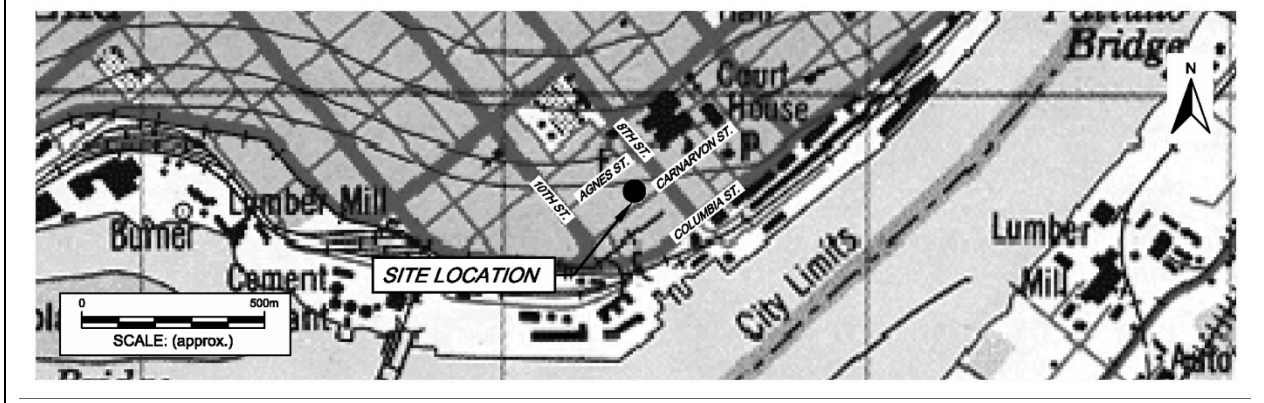 Bridge
N
Court
House
P
8TH ST.
CARNARVON ST.
AGNES ST.
10TH ST.
COLUMBIA ST.
Lumber Mill
Burner
Lumber
Mill
City Limits
SITE LOCATION
Cement
0 500m
SCALE: (approx.)
Auto